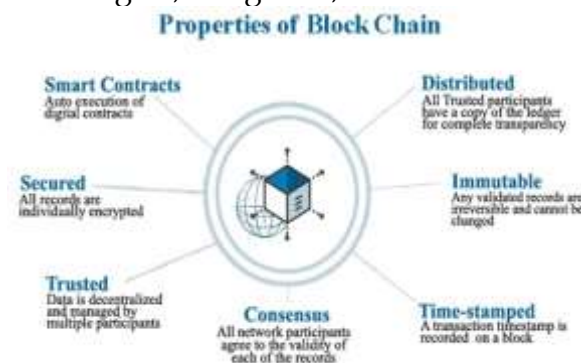 Properties of Block Chain
Smart Contracts
Auto execution of
digital contracts
Distributed
All Trusted participants
have a copy of the ledger
for complete transparency
Secured
All records are
individually encrypted
Immutable
Any validated records are
irreversible and cannot be
changed
Trusted
Data is decentralized
and managed by
multiple participants
Consensus
All network participants
agree to the validity of
each of the records
Time-stamped
A transaction timestamp is
recorded on a block